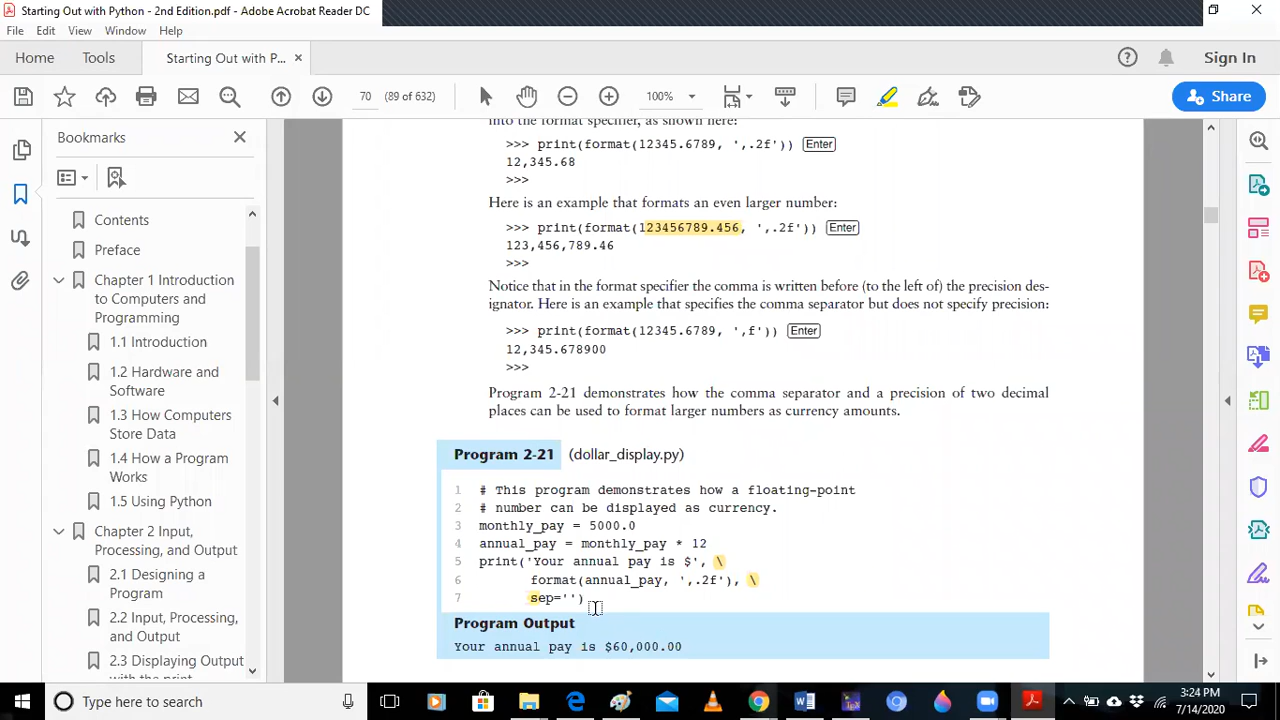 Starting Out with Python - 2nd Edition.pdf - Adobe Acrobat Reader DC
File Edit View Window Help
Home Tools Starting Out with P... × Sign In
70 (89 of 632) 100% Share
Bookmarks
Contents
Preface
Chapter 1 Introduction
to Computers and
Programming
1.1 Introduction
1.2 Hardware and
Software
1.3 How Computers
Store Data
1.4 How a Program
Works
1.5 Using Python
Chapter 2 Input,
Processing, and Output
2.1 Designing a
Program
2.2 Input, Processing,
and Output
2.3 Displaying Output
with the print
into the format specifier, as shown here:
>>> print(format(12345.6789, ',.2f')) Enter
12,345.68
>>>
Here is an example that formats an even larger number:
>>> print(format(123456789.456, ',.2f')) Enter
123,456,789.46
>>>
Notice that in the format specifier the comma is written before (to the left of) the precision des-
ignator. Here is an example that specifies the comma separator but does not specify precision:
>>> print(format(12345.6789, ',f')) Enter
12,345.678900
>>>
Program 2-21 demonstrates how the comma separator and a precision of two decimal
places can be used to format larger numbers as currency amounts.
Program 2-21 (dollar_display.py)
1 # This program demonstrates how a floating-point
2 # number can be displayed as currency.
3 monthly_pay = 5000.0
4 annual_pay = monthly_pay * 12
5 print('Your annual pay is $', \
6 format(annual_pay, ',.2f'), \
7 sep='')
Program Output
Your annual pay is $60,000.00
Type here to search
3:24 PM
7/14/2020